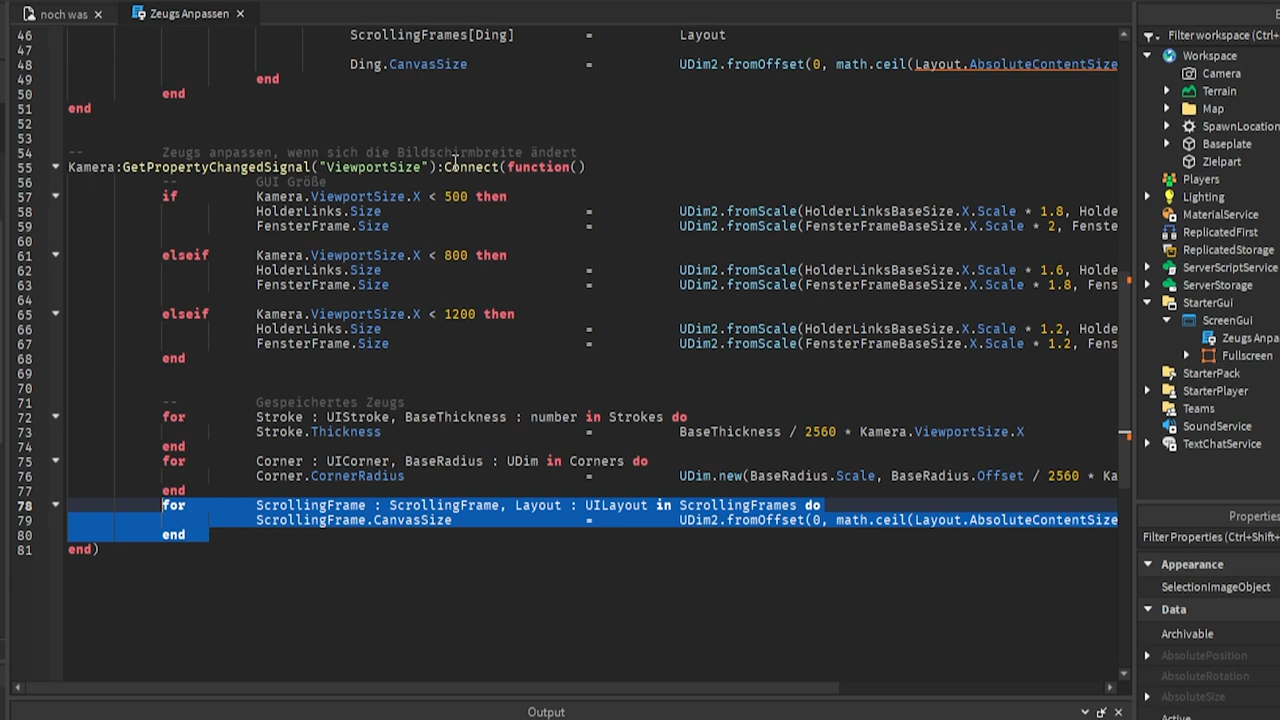 noch was
Zeugs Anpassen
46 ScrollingFrames[Ding] = Layout
47
48 Ding.CanvasSize = UDim2.fromOffset(0, math.ceil(Layout.AbsoluteContentSize
49 end
50 end
51 end
52
53
54 -- Zeugs anpassen, wenn sich die Bildschirmbreite ändert
55 Kamera:GetPropertyChangedSignal("ViewportSize"):Connect(function()
56 -- GUI Größe
57 if Kamera.ViewportSize.X < 500 then
58 HolderLinks.Size = UDim2.fromScale(HolderLinksBaseSize.X.Scale * 1.8, Holde
59 FensterFrame.Size = UDim2.fromScale(FensterFrameBaseSize.X.Scale * 2, Fenste
60
61 elseif Kamera.ViewportSize.X < 800 then
62 HolderLinks.Size = UDim2.fromScale(HolderLinksBaseSize.X.Scale * 1.6, Holde
63 FensterFrame.Size = UDim2.fromScale(FensterFrameBaseSize.X.Scale * 1.8, Fens
64
65 elseif Kamera.ViewportSize.X < 1200 then
66 HolderLinks.Size = UDim2.fromScale(HolderLinksBaseSize.X.Scale * 1.2, Holde
67 FensterFrame.Size = UDim2.fromScale(FensterFrameBaseSize.X.Scale * 1.2, Fens
68 end
69
70
71 -- Gespeichertes Zeugs
72 for Stroke : UIStroke, BaseThickness : number in Strokes do
73 Stroke.Thickness = BaseThickness / 2560 * Kamera.ViewportSize.X
74 end
75 for Corner : UICorner, BaseRadius : UDim in Corners do
76 Corner.CornerRadius = UDim.new(BaseRadius.Scale, BaseRadius.Offset / 2560 * Ka
77 end
78 for ScrollingFrame : ScrollingFrame, Layout : UILayout in ScrollingFrames do
79 ScrollingFrame.CanvasSize = UDim2.fromOffset(0, math.ceil(Layout.AbsoluteContentSize
80 end
81 end)
Output
Filter workspace (Ctrl+
Workspace
Camera
Terrain
Map
SpawnLocation
Baseplate
Zielpart
Players
Lighting
MaterialService
ReplicatedFirst
ReplicatedStorage
ServerScriptService
ServerStorage
StarterGui
ScreenGui
Zeugs Anpa
Fullscreen
StarterPack
StarterPlayer
Teams
SoundService
TextChatService
Properties
Filter Properties (Ctrl+Shift+
Appearance
SelectionImageObject
Data
Archivable
AbsolutePosition
AbsoluteRotation
AbsoluteSize
Active